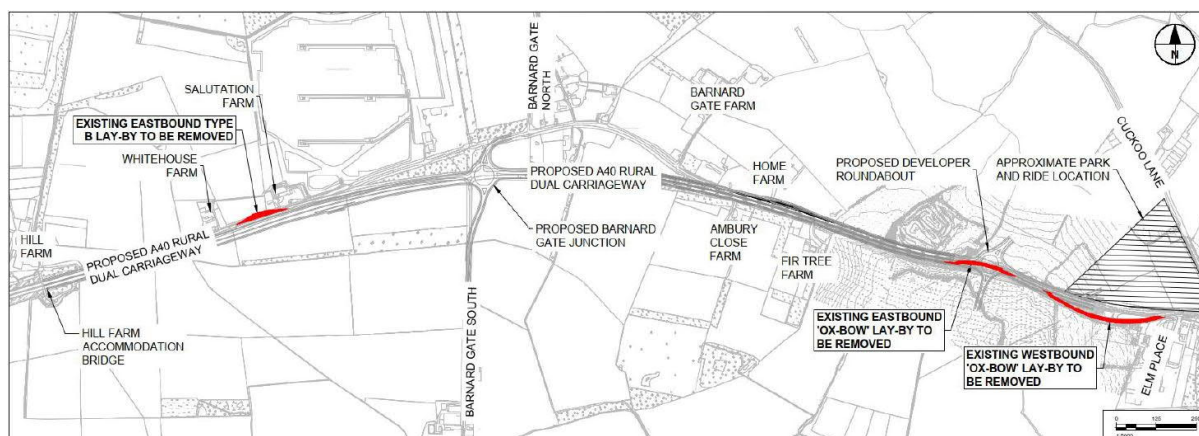 SALUTATION
FARM
EXISTING EASTBOUND TYPE
B LAY-BY TO BE REMOVED
WHITEHOUSE
FARM
HILL
FARM
PROPOSED A40 RURAL
DUAL CARRIAGEWAY
HILL FARM
ACCOMMODATION
BRIDGE
BARNARD GATE
NORTH
BARNARD
GATE FARM
PROPOSED A40 RURAL
DUAL CARRIAGEWAY
PROPOSED BARNARD
GATE JUNCTION
BARNARD GATE SOUTH
HOME
FARM
AMBURY
CLOSE
FARM
FIR TREE
FARM
PROPOSED DEVELOPER
ROUNDABOUT
APPROXIMATE PARK
AND RIDE LOCATION
CUCKOO LANE
EXISTING EASTBOUND
'OX-BOW' LAY-BY TO
BE REMOVED
EXISTING WESTBOUND
'OX-BOW' LAY-BY TO
BE REMOVED
ELM PLACE
N
0 125